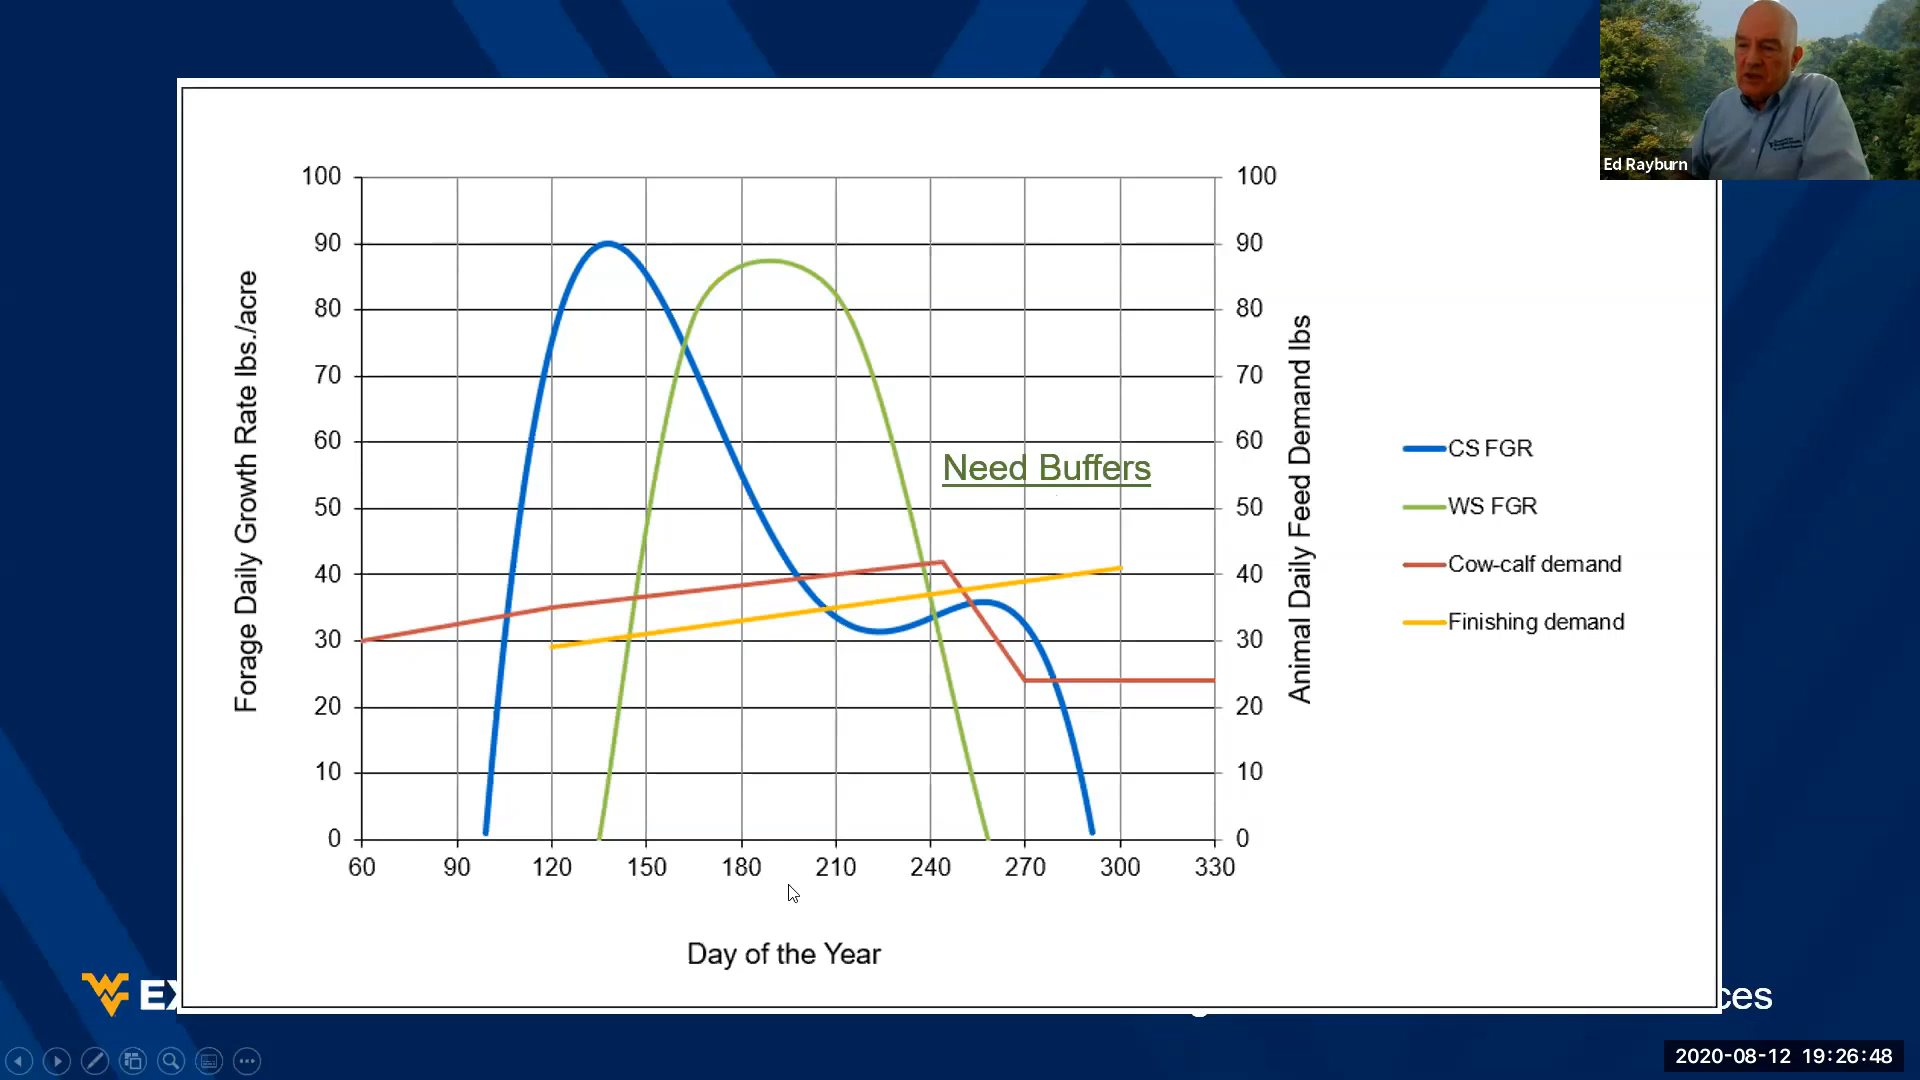 Ed Rayburn
100
90
80
70
60
50
40
30
20
10
0
Forage Daily Growth Rate lbs./acre
60 90 120 150 180 210 240 270 300 330
Day of the Year
100
90
80
70
60
50
40
30
20
10
0
Animal Daily Feed Demand lbs
Need Buffers
CS FGR
WS FGR
Cow-calf demand
Finishing demand
2020-08-12 19:26:48